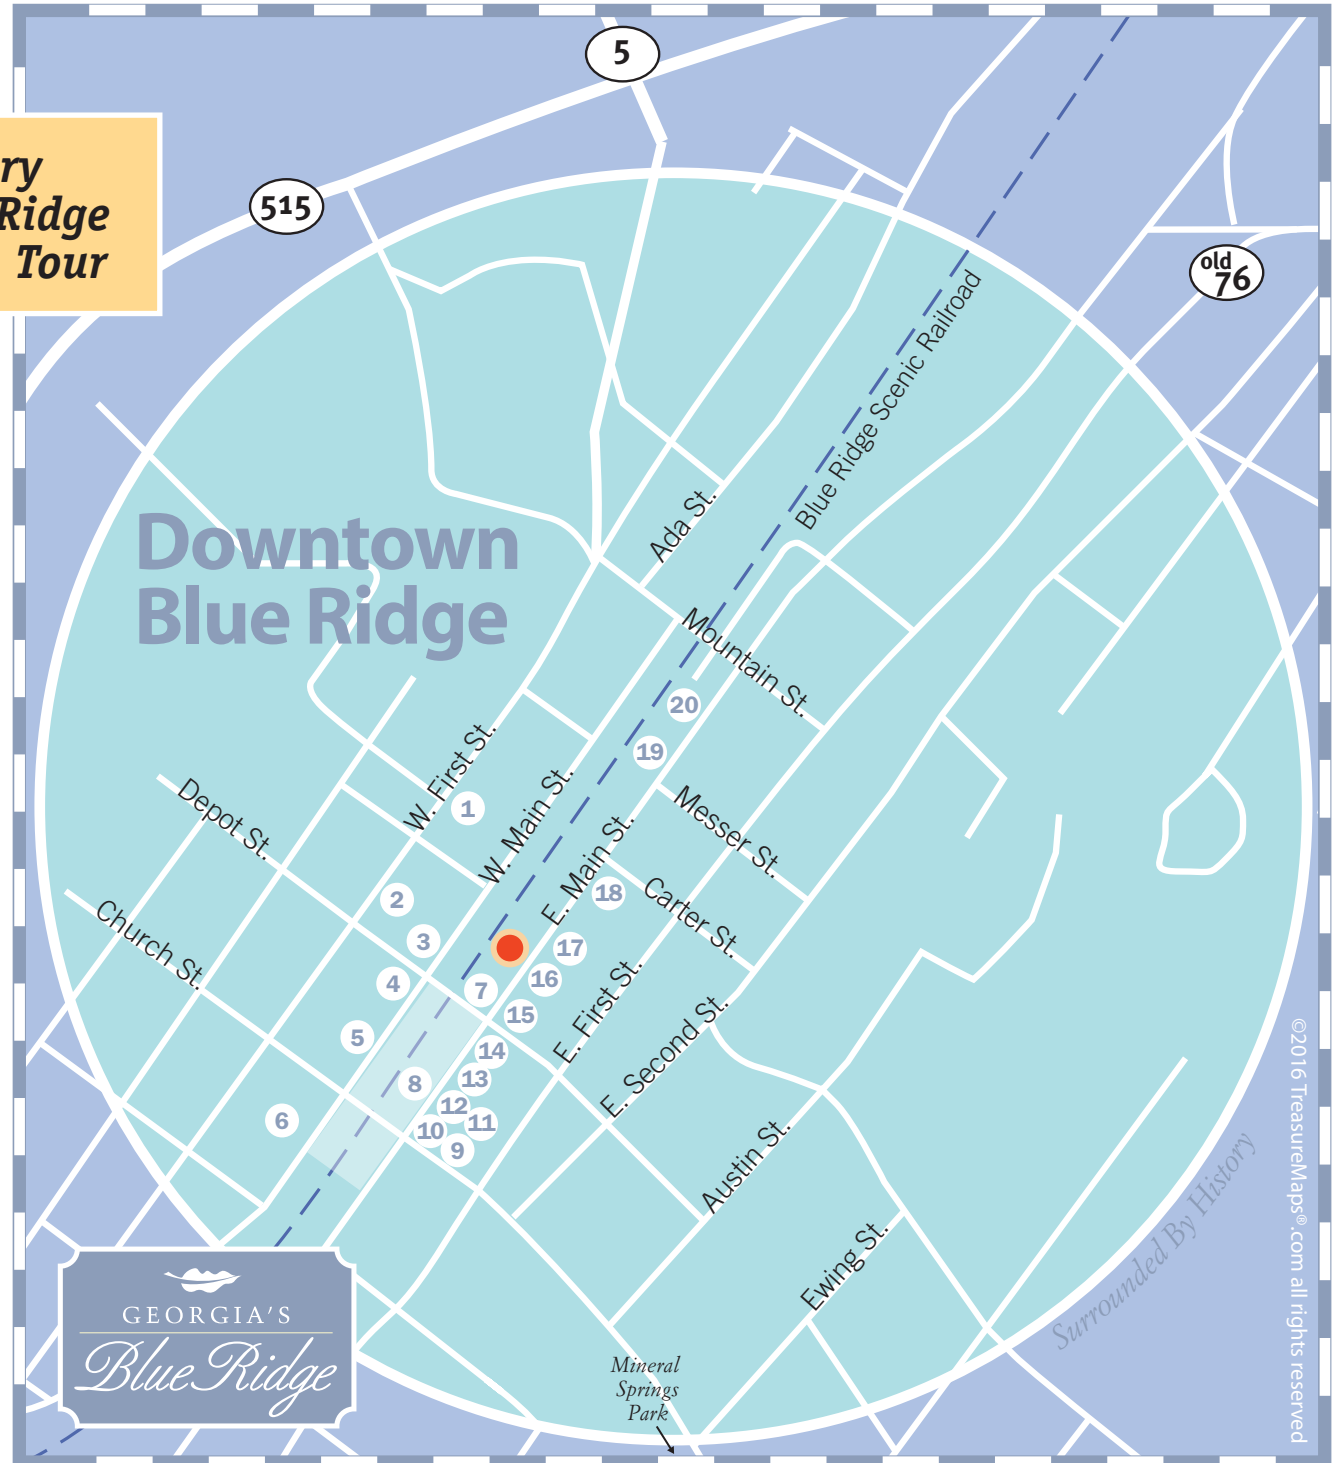 5
515
ry
Ridge
Tour
old
76
Blue Ridge Scenic Railroad
Downtown
Blue Ridge
Ada St.
Mountain St.
20
19
W. First St.
1
W. Main St.
Depot St.
Messer St.
E. Main St.
18
Carter St.
2
3
Church St.
17
4
7
16
E. First St.
15
5
14
E. Second St.
8
13
12
11
6
10
9
Austin St.
Ewing St.
Surrounded By History
©2016 TreasureMaps®.com all rights reserved
GEORGIA'S
Blue Ridge
Mineral
Springs
Park